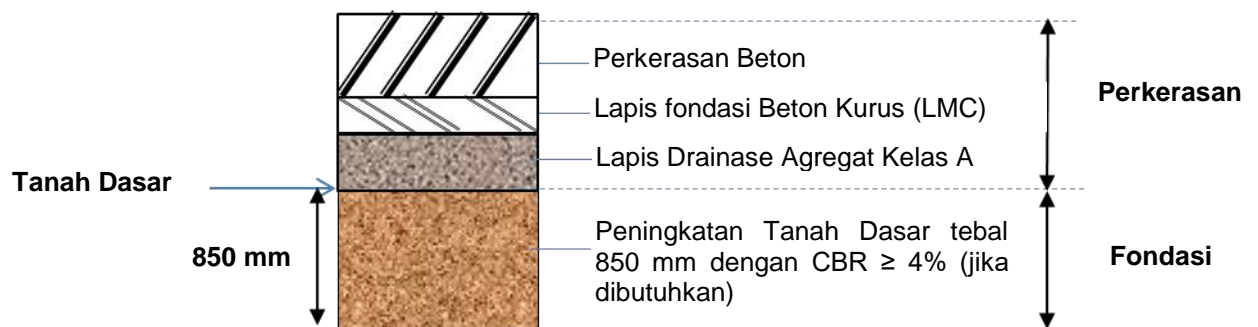 Perkerasan Beton
Perkerasan
Lapis fondasi Beton Kurus (LMC)
Lapis Drainase Agregat Kelas A
Tanah Dasar
850 mm
Peningkatan Tanah Dasar tebal
850 mm dengan CBR ≥ 4% (jika
dibutuhkan)
Fondasi